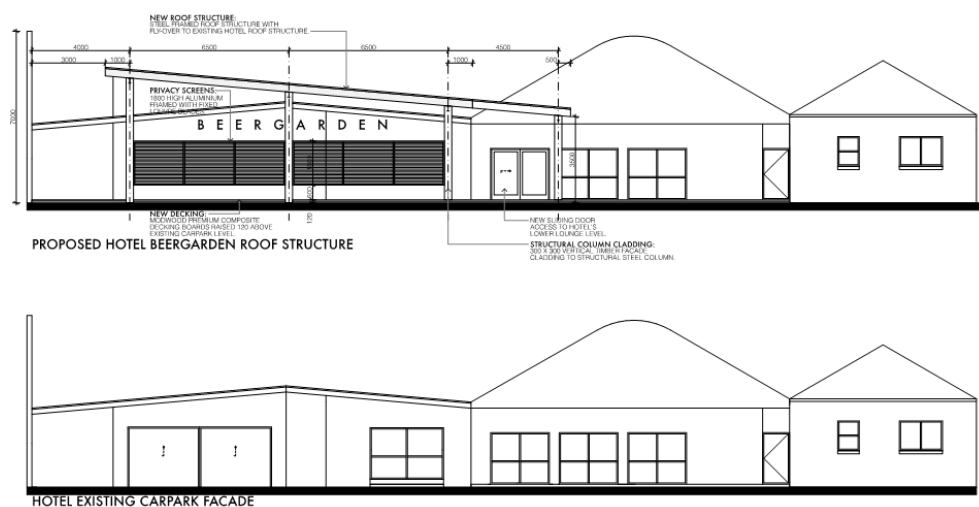 NEW ROOF STRUCTURE:
STEEL FRAMED ROOF STRUCTURE WITH
FLY-OVER TO EXISTING HOTEL ROOF STRUCTURE.
4000
6500
6500
4500
3000
1000
1000
500
7000
PRIVACY SCREENS:
1800 HIGH ALUMINIUM
FRAMED WITH FIXED
LOUVRE BLADES.
BEERGARDEN
3500
120
NEW DECKING:
MODWOOD PREMIUM COMPOSITE
DECKING BOARDS RAISED 120 ABOVE
EXISTING CARPARK LEVEL.
NEW SLIDING DOOR
ACCESS TO HOTEL'S
LOWER LOUNGE LEVEL.
STRUCTURAL COLUMN CLADDING:
300 X 300 VERTICAL TIMBER FACADE
CLADDING TO STRUCTURAL STEEL COLUMN.
PROPOSED HOTEL BEERGARDEN ROOF STRUCTURE
HOTEL EXISTING CARPARK FACADE